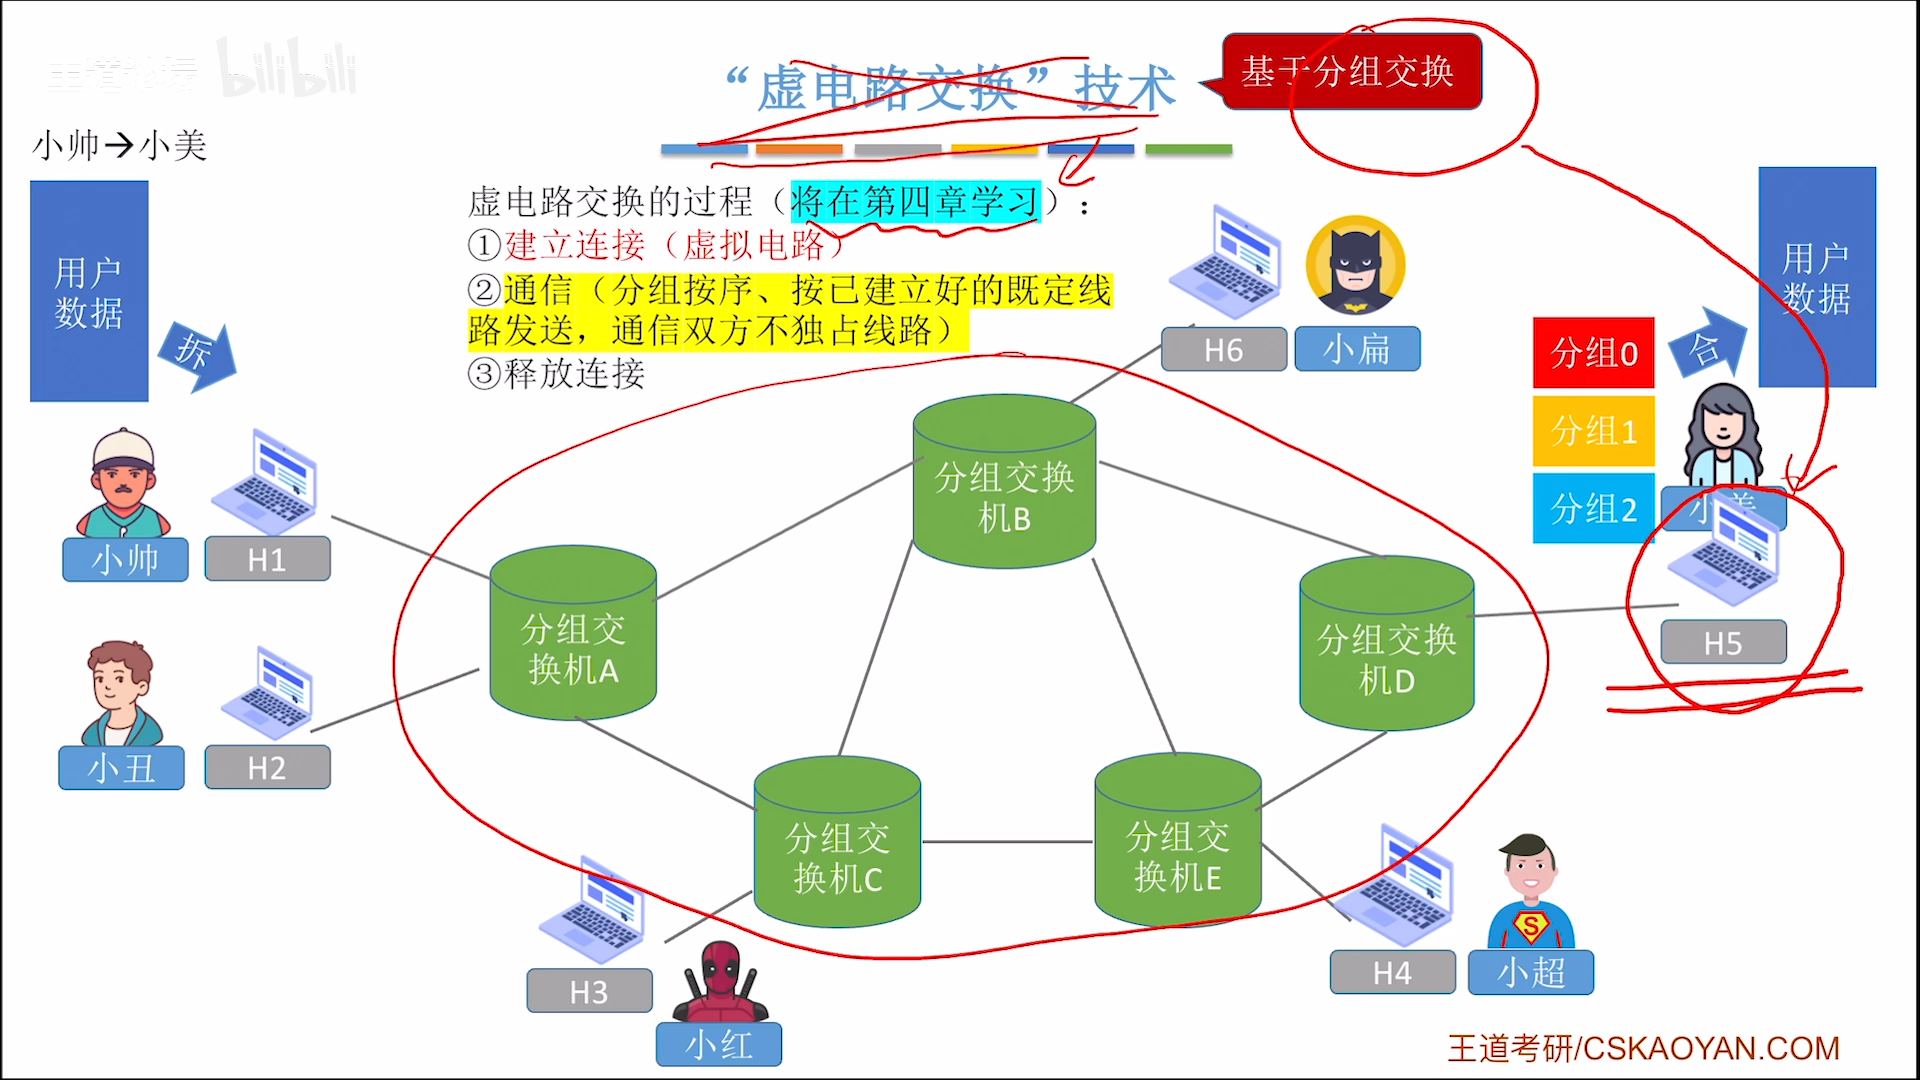 王道论坛 bilibili
“虚电路交换”技术
基于分组交换
小帅→小美
用户
数据
拆
虚电路交换的过程（将在第四章学习）：
①建立连接（虚拟电路）
②通信（分组按序、按已建立好的既定线
路发送，通信双方不独占线路）
③释放连接
H6
小扁
用户
数据
合
分组0
分组1
分组2
小美
H5
小帅
H1
小丑
H2
分组交换
机B
分组交
换机A
分组交换
机D
分组交
换机C
分组交
换机E
H3
小红
H4
小超
S
王道考研/CSKAOYAN.COM